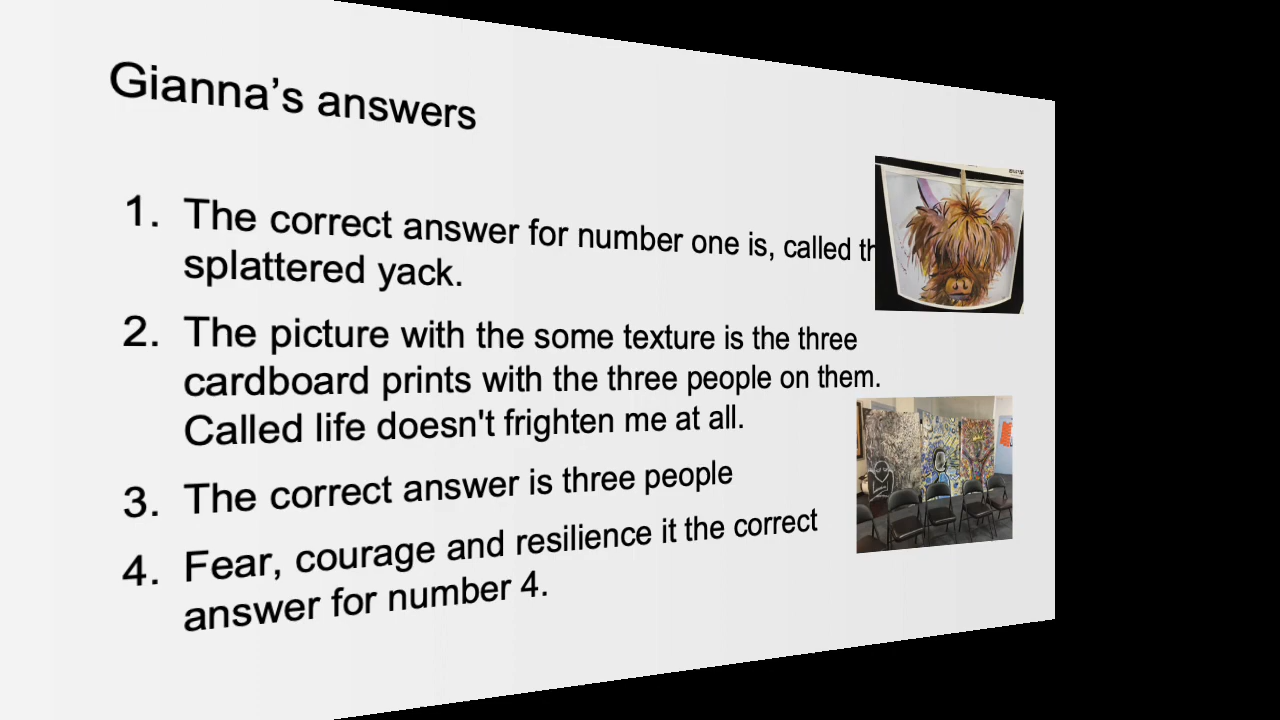 Gianna’s answers
1. The correct answer for number one is, called
splattered yack.
2. The picture with the some texture is the three
cardboard prints with the three people on them.
Called life doesn't frighten me at all.
3. The correct answer is three people
4. Fear, courage and resilience it the correct
answer for number 4.